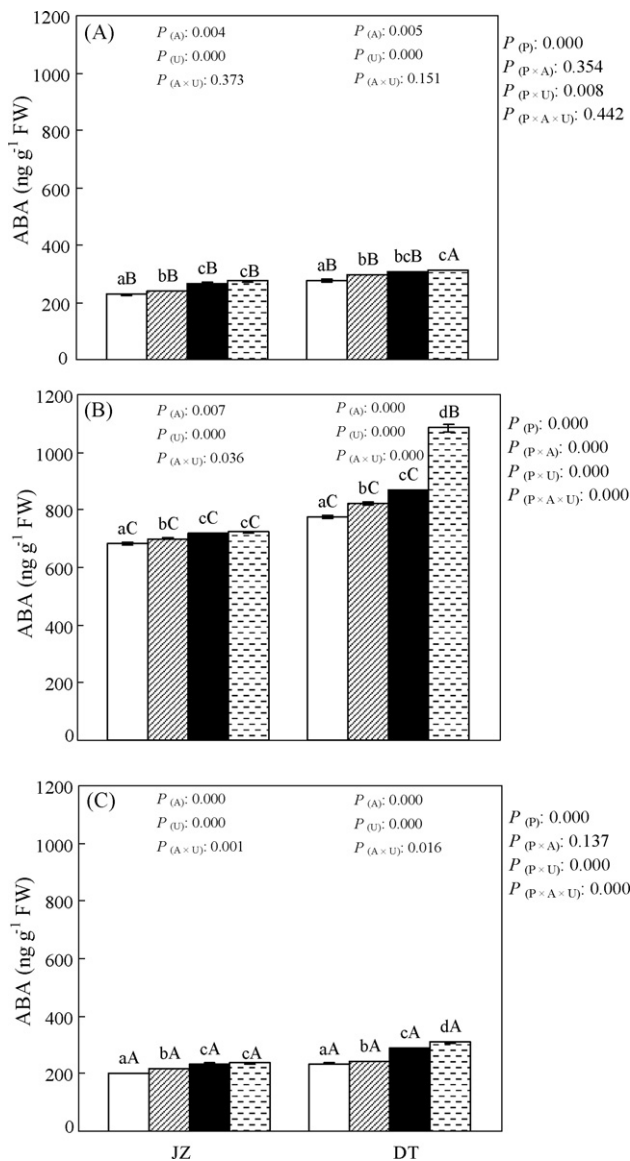 (A)
P (A): 0.004
P (U): 0.000
P (A × U): 0.373
P (A): 0.005
P (U): 0.000
P (A × U): 0.151
P (P): 0.000
P (P × A): 0.354
P (P × U): 0.008
P (P × A × U): 0.442
ABA (ng g-1 FW)
1200
1000
800
600
400
200
0
aB bB cB cB aB bB bcB cA
(B)
P (A): 0.007
P (U): 0.000
P (A × U): 0.036
P (A): 0.000
P (U): 0.000
P (A × U): 0.000
P (P): 0.000
P (P × A): 0.000
P (P × U): 0.000
P (P × A × U): 0.000
ABA (ng g-1 FW)
1200
1000
800
600
400
200
0
aC bC cC cC aC bC cC dB
(C)
P (A): 0.000
P (U): 0.000
P (A × U): 0.001
P (A): 0.000
P (U): 0.000
P (A × U): 0.016
P (P): 0.000
P (P × A): 0.137
P (P × U): 0.000
P (P × A × U): 0.000
ABA (ng g-1 FW)
1200
1000
800
600
400
200
0
aA bA cA cA aA bA cA dA
JZ DT